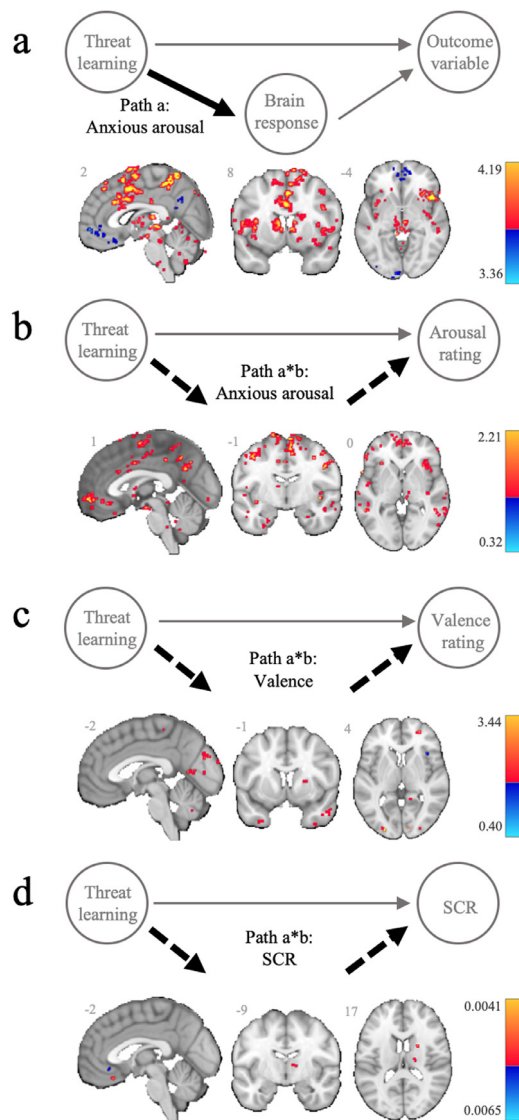 a
Threat
learning
Outcome
variable
Path a:
Anxious arousal
Brain
response
2
8
-4
4.19
3.36
b
Threat
learning
Arousal
rating
Path a*b:
Anxious arousal
1
-1
0
2.21
0.32
c
Threat
learning
Valence
rating
Path a*b:
Valence
-2
-1
4
3.44
0.40
d
Threat
learning
SCR
Path a*b:
SCR
-2
-9
17
0.0041
0.0065